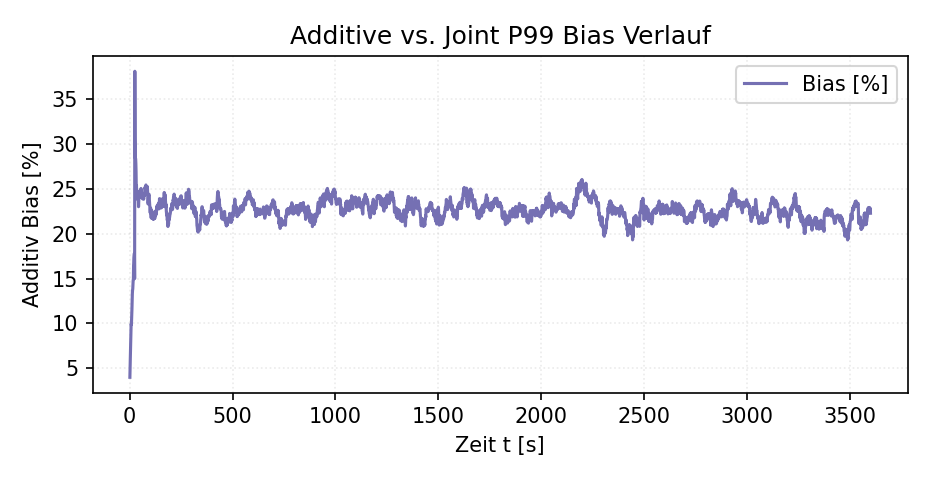 Additive vs. Joint P99 Bias Verlauf
Bias [%]
Additiv Bias [%]
35
30
25
20
15
10
5
0 500 1000 1500 2000 2500 3000 3500
Zeit t [s]